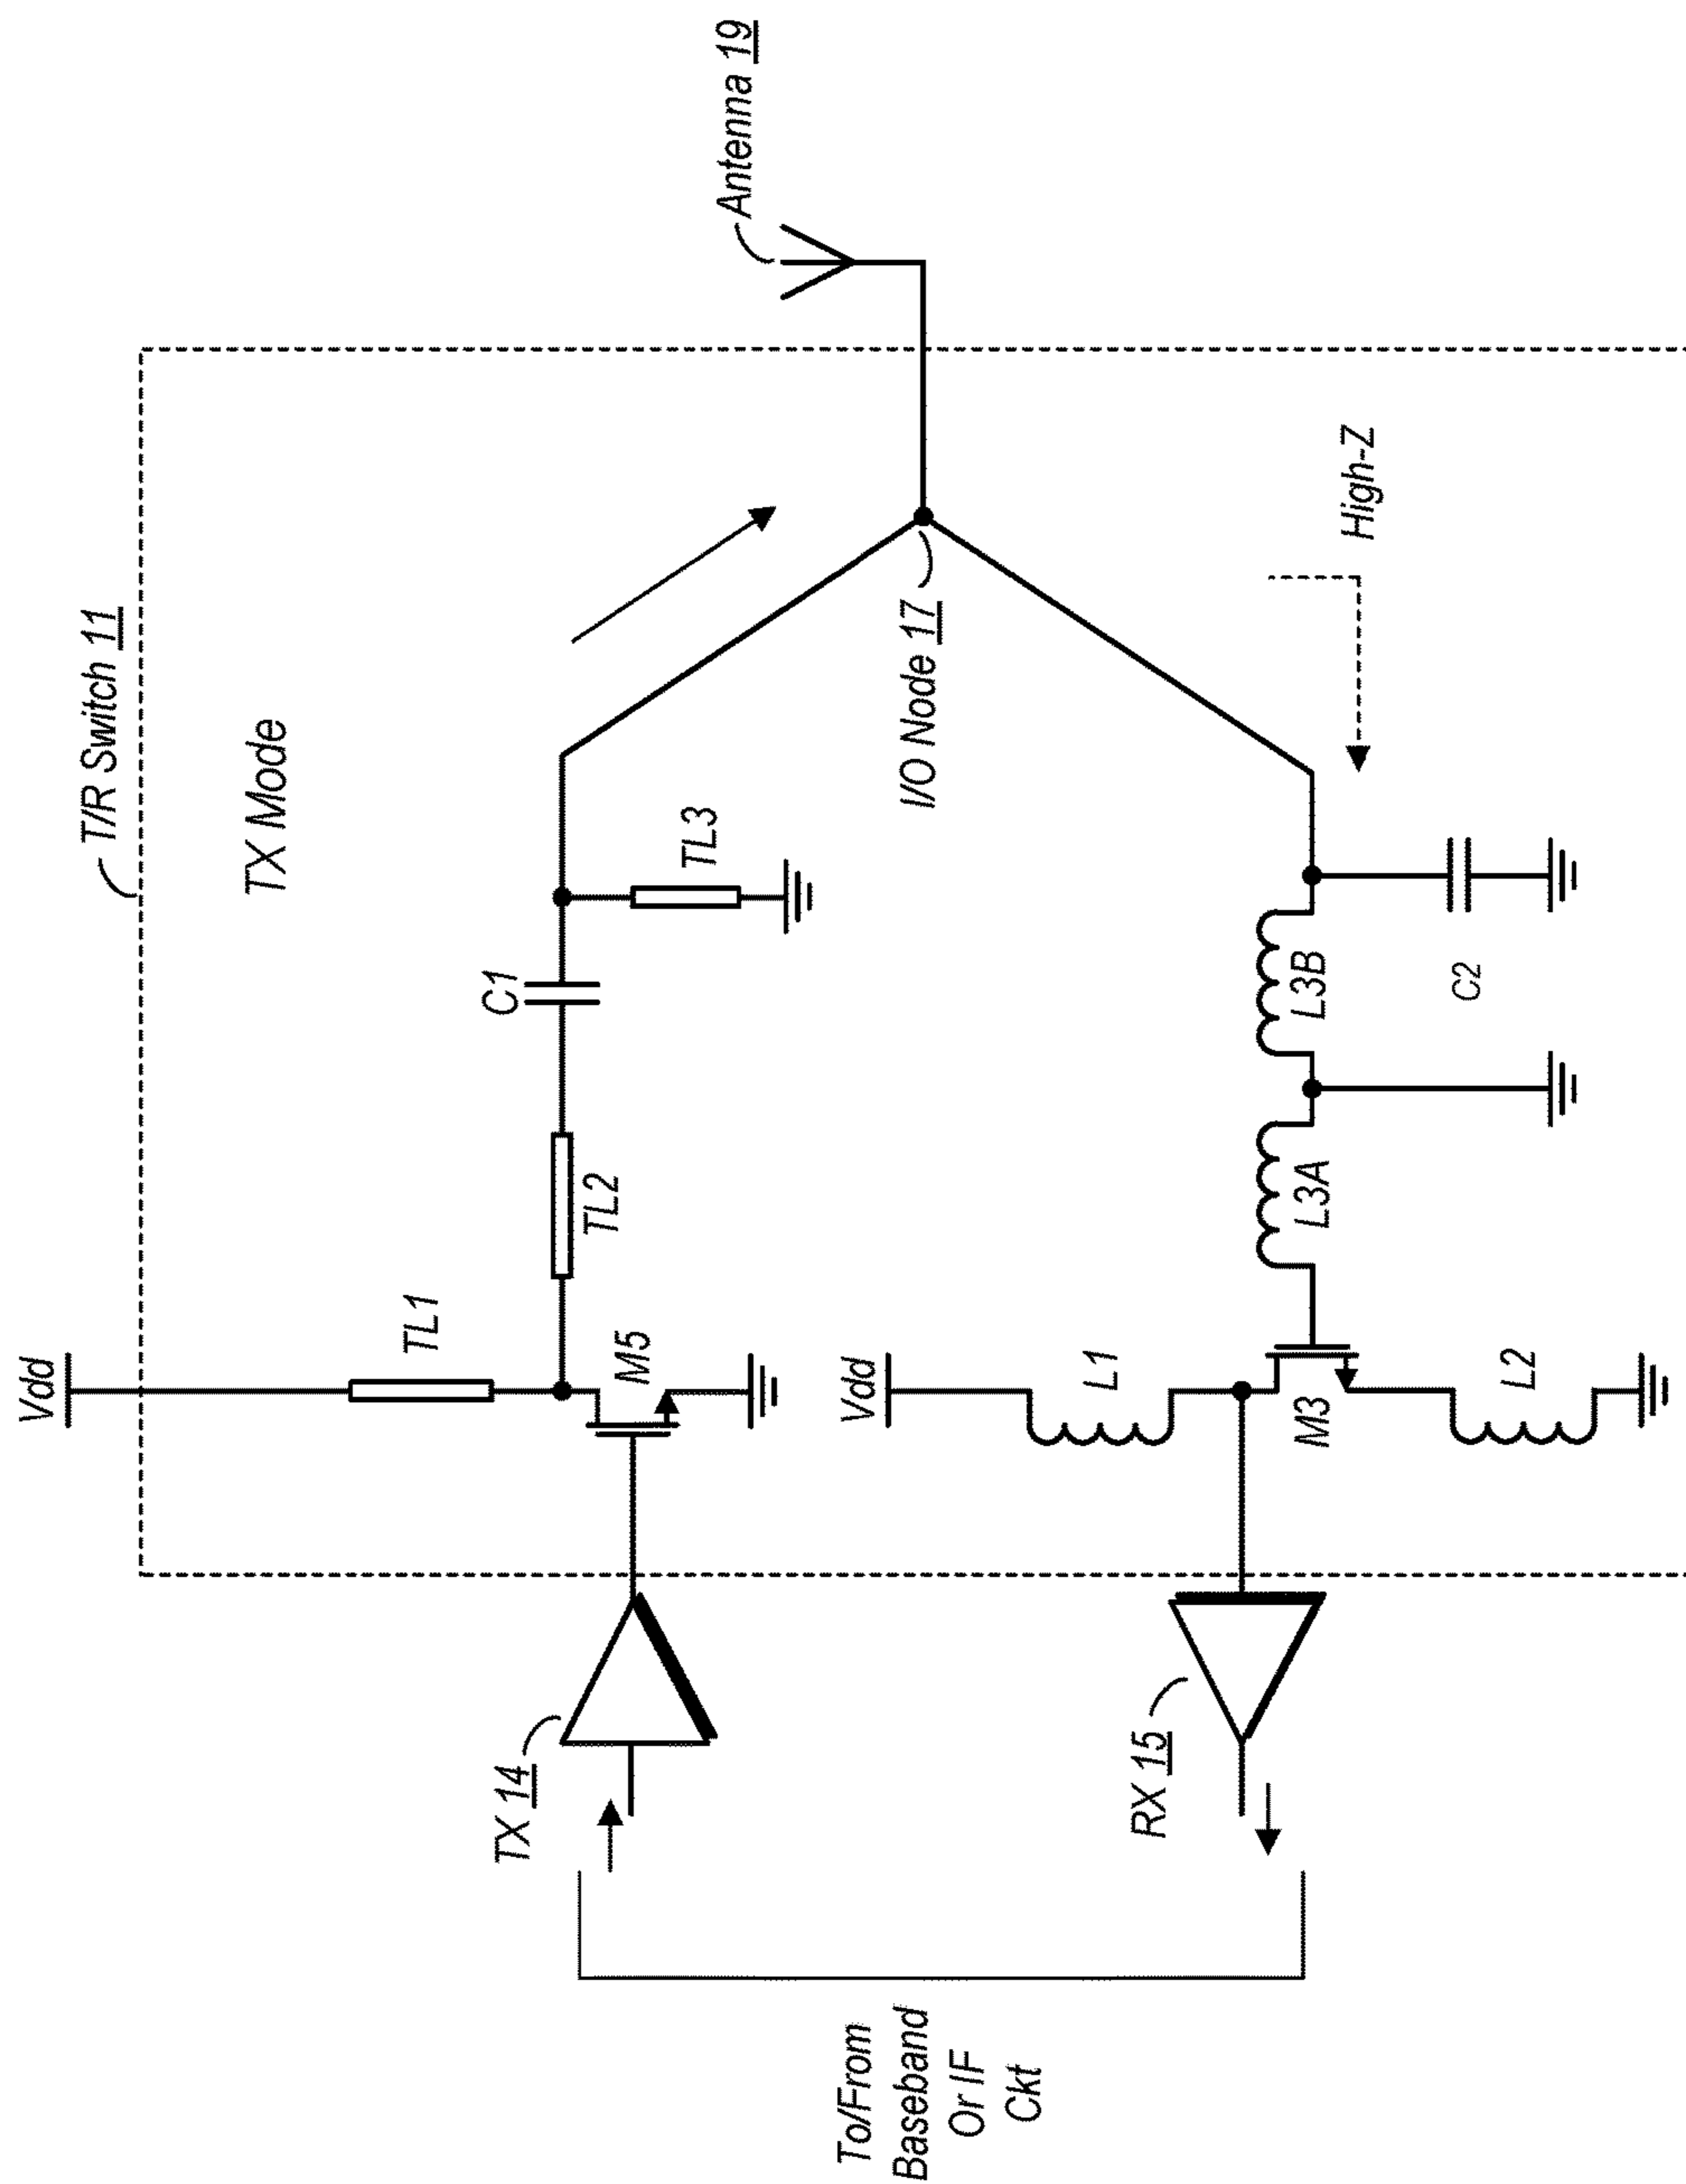 T/R Switch 11
TX Mode
Vdd
TL1
TL2
C1
TL3
M5
TX 14
Antenna 19
I/O Node 17
To/From
Baseband
Or IF
Ckt
Vdd
L1
RX 15
M3
L2
L3A
L3B
C2
High-Z